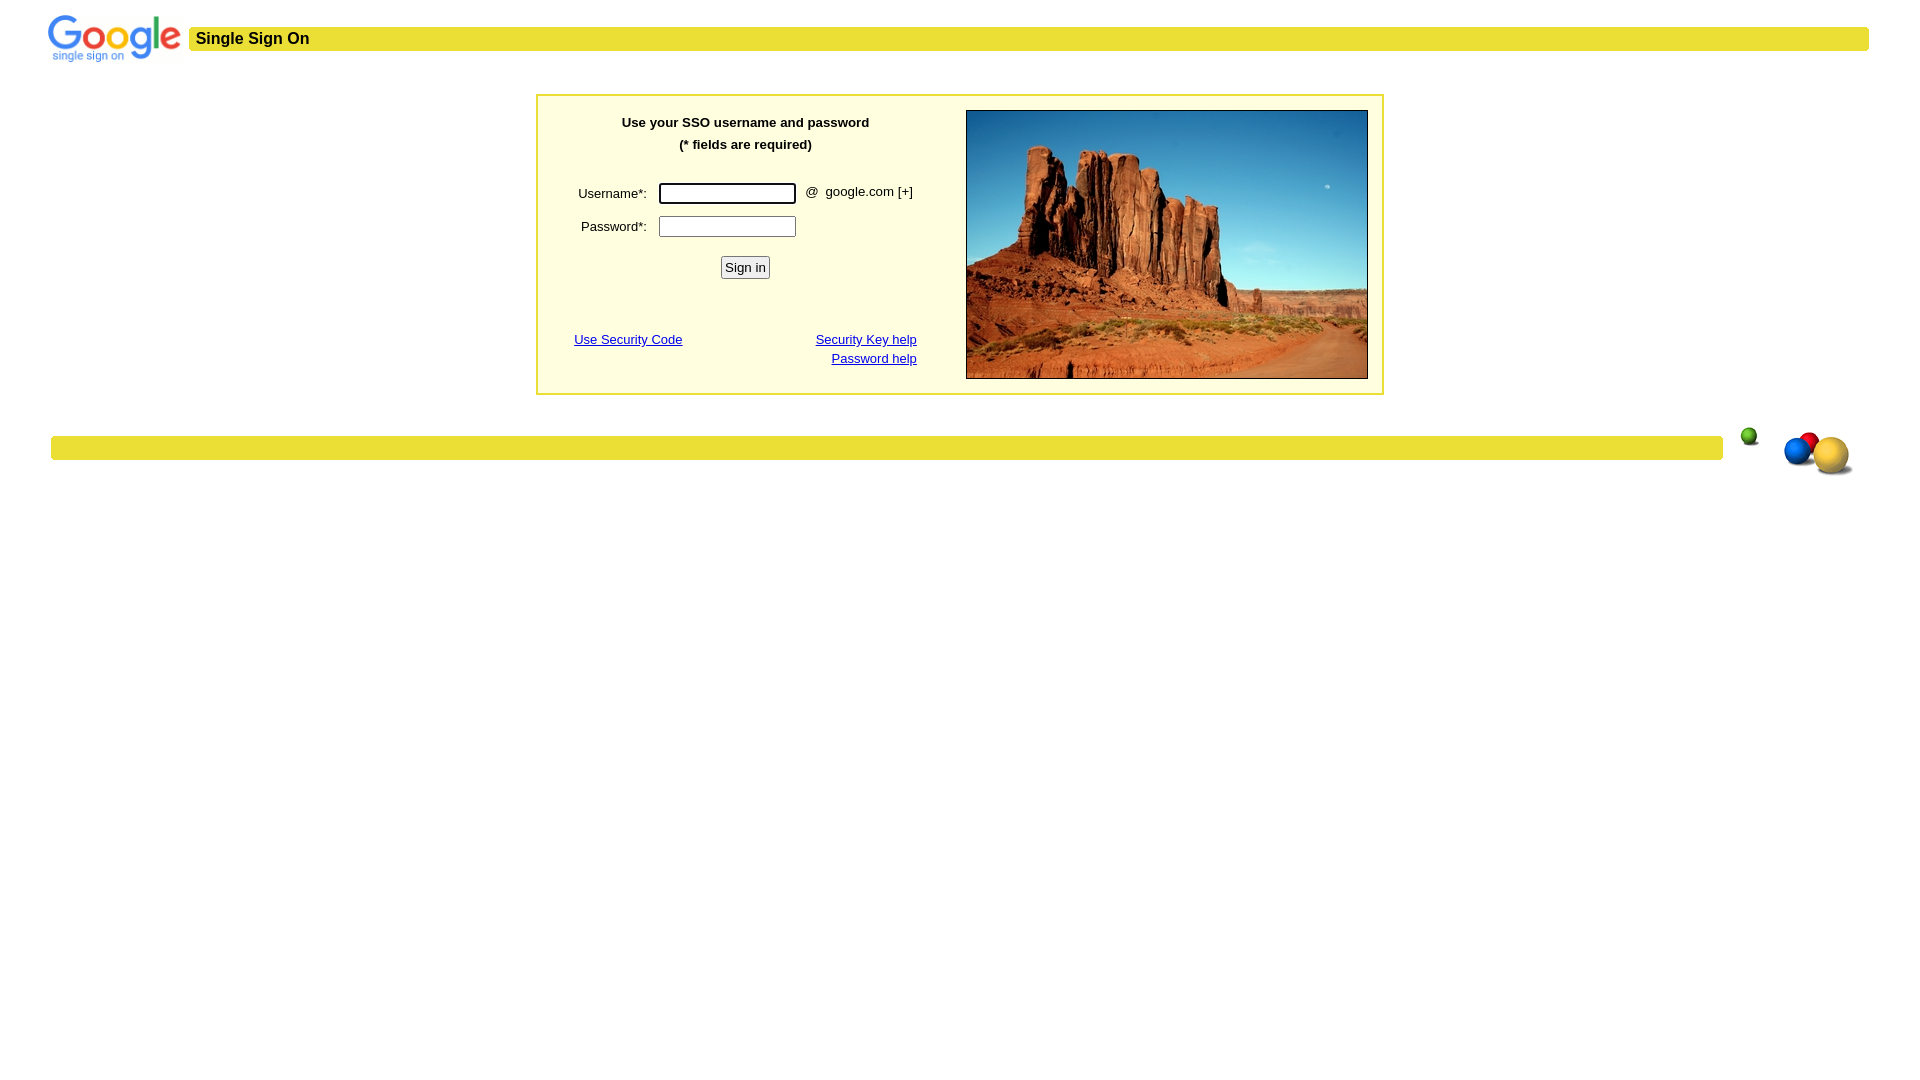 Google
single sign on
Single Sign On
Use your SSO username and password
(* fields are required)
Username*:
@ google.com [+]
Password*:
Sign in
Use Security Code
Security Key help
Password help